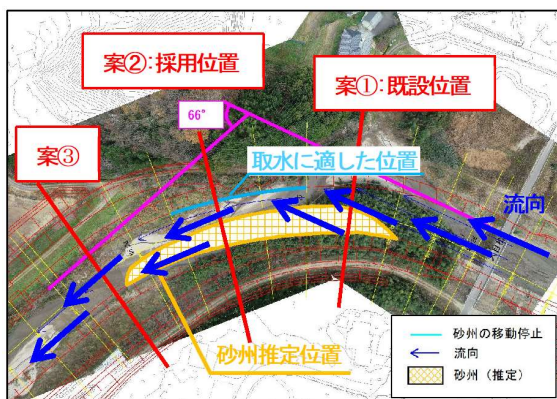 案②：採用位置
案①：既設位置
66°
案③
取水に適した位置
流向
砂州推定位置
砂州の移動停止
流向
砂州（推定）